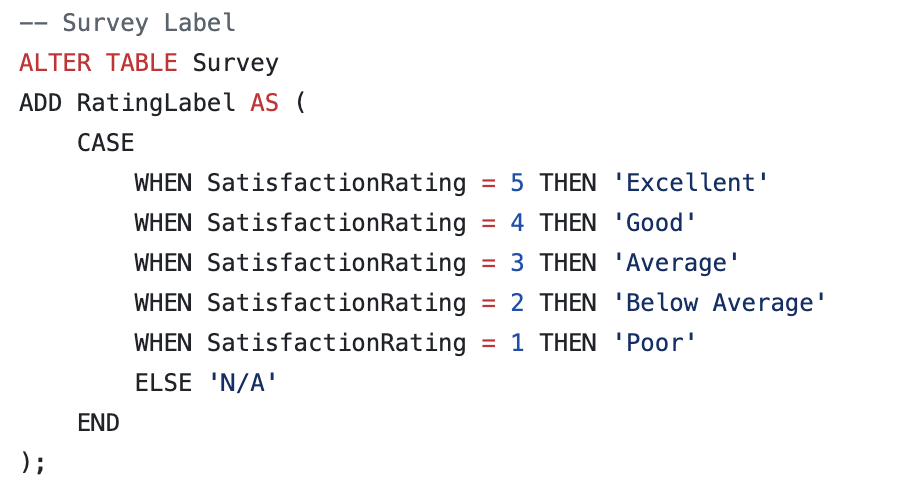 -- Survey Label
ALTER TABLE Survey
ADD RatingLabel AS (
    CASE
        WHEN SatisfactionRating = 5 THEN 'Excellent'
        WHEN SatisfactionRating = 4 THEN 'Good'
        WHEN SatisfactionRating = 3 THEN 'Average'
        WHEN SatisfactionRating = 2 THEN 'Below Average'
        WHEN SatisfactionRating = 1 THEN 'Poor'
        ELSE 'N/A'
    END
);